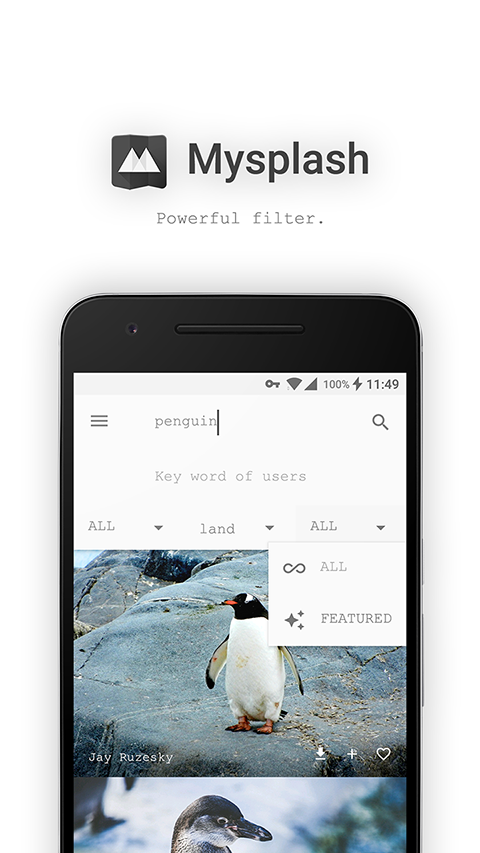 Mysplash
Powerful filter.
100% 11:49
penguin
Key word of users
ALL land ALL
ALL
FEATURED
Jay Ruzesky